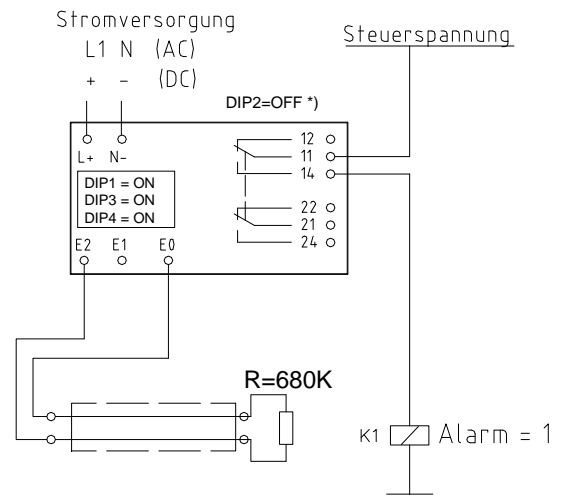 Stromversorgung
L1 N (AC)
+ - (DC)
Steuerspannung
DIP2=OFF *)
L+ N-
12
11
14
DIP1 = ON
DIP3 = ON
DIP4 = ON
22
21
24
E2 E1 E0
R=680K
K1 Alarm = 1